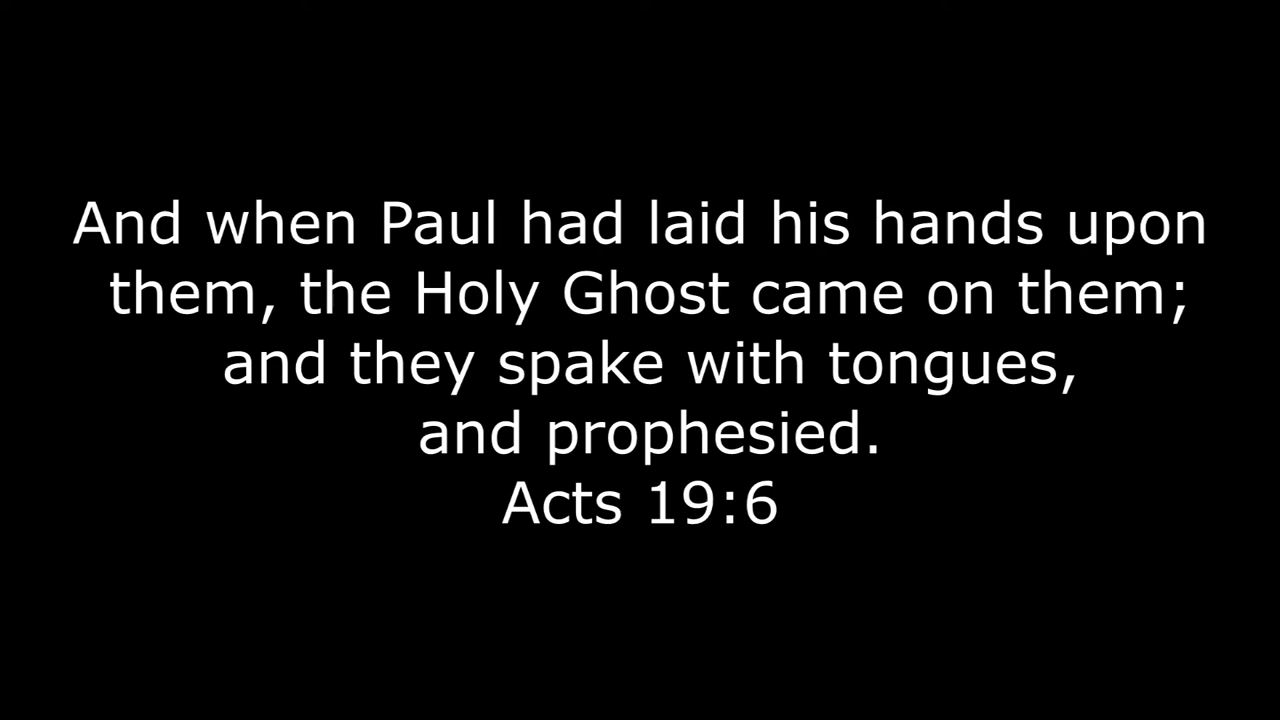 And when Paul had laid his hands upon
them, the Holy Ghost came on them;
and they spake with tongues,
and prophesied.
Acts 19:6